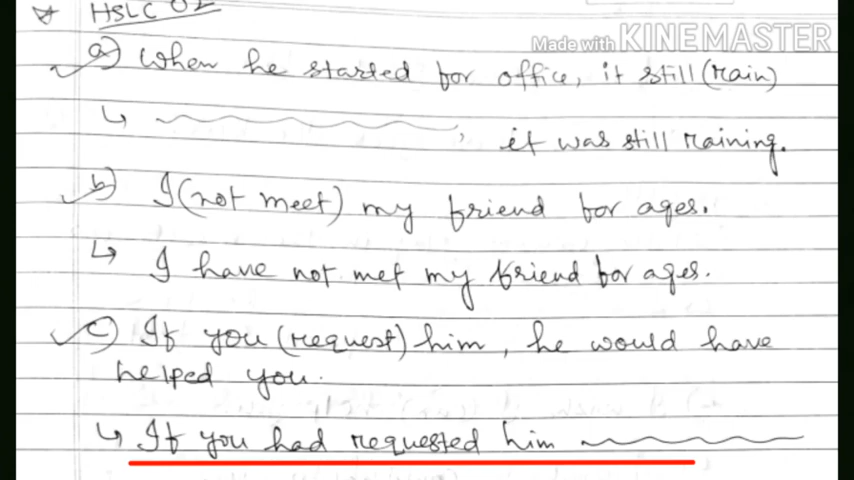 HSLC 02
Made with KINEMASTER
a) When he started for office, it still (rain)
↳ , it was still raining.
b) I (not meet) my friend for ages.
↳ I have not met my friend for ages.
c) If you (request) him, he would have
helped you.
↳ If you had requested him